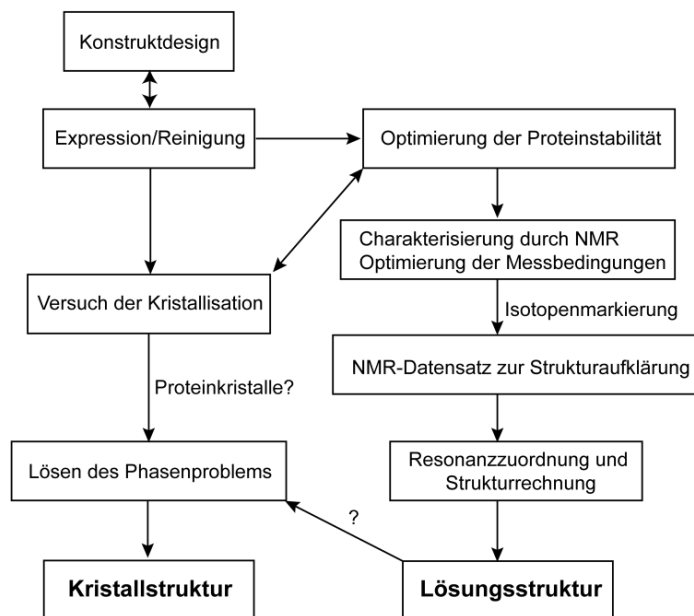 Konstruktdesign
Expression/Reinigung
Optimierung der Proteinstabilität
Charakterisierung durch NMR
Optimierung der Messbedingungen
Versuch der Kristallisation
Isotopenmarkierung
NMR-Datensatz zur Strukturaufklärung
Proteinkristalle?
Lösen des Phasenproblems
Resonanzzuordnung und
Strukturrechnung
?
Kristallstruktur
Lösungsstruktur